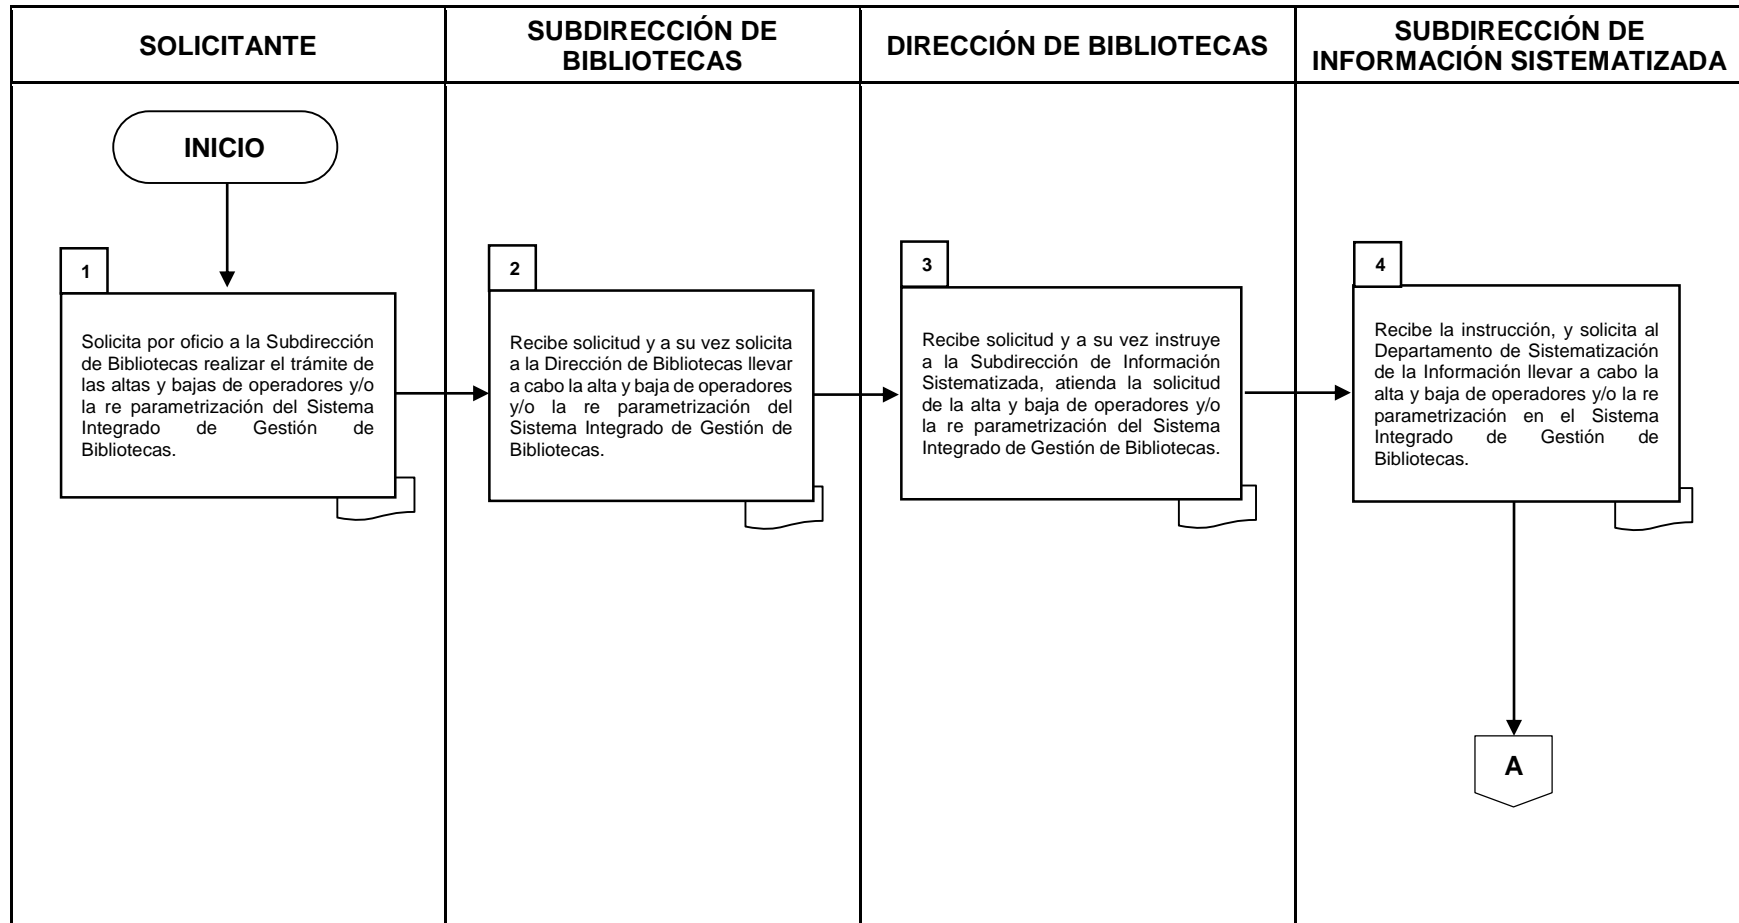 SOLICITANTE
SUBDIRECCIÓN DE
BIBLIOTECAS
DIRECCIÓN DE BIBLIOTECAS
SUBDIRECCIÓN DE
INFORMACIÓN SISTEMATIZADA
INICIO
1
Solicita por oficio a la Subdirección
de Bibliotecas realizar el trámite de
las altas y bajas de operadores y/o
la re parametrización del Sistema
Integrado de Gestión de
Bibliotecas.
2
Recibe solicitud y a su vez solicita
a la Dirección de Bibliotecas llevar
a cabo la alta y baja de operadores
y/o la re parametrización del
Sistema Integrado de Gestión de
Bibliotecas.
3
Recibe solicitud y a su vez instruye
a la Subdirección de Información
Sistematizada, atienda la solicitud
de la alta y baja de operadores y/o
la re parametrización del Sistema
Integrado de Gestión de Bibliotecas.
4
Recibe la instrucción, y solicita al
Departamento de Sistematización
de la Información llevar a cabo la
alta y baja de operadores y/o la re
parametrización en el Sistema
Integrado de Gestión de
Bibliotecas.
A